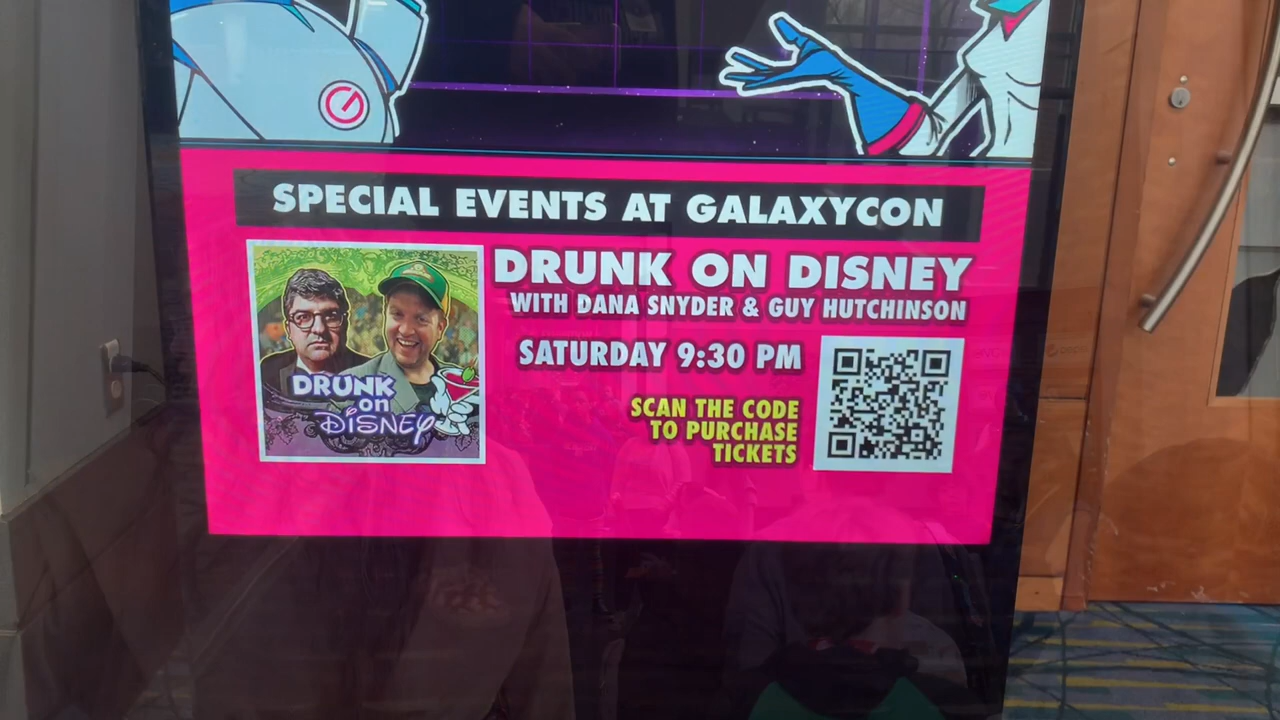 SPECIAL EVENTS AT GALAXYCON
DRUNK ON DISNEY
WITH DANA SNYDER & GUY HUTCHINSON
SATURDAY 9:30 PM
SCAN THE CODE
TO PURCHASE
TICKETS
DRUNK
on
DISNEY